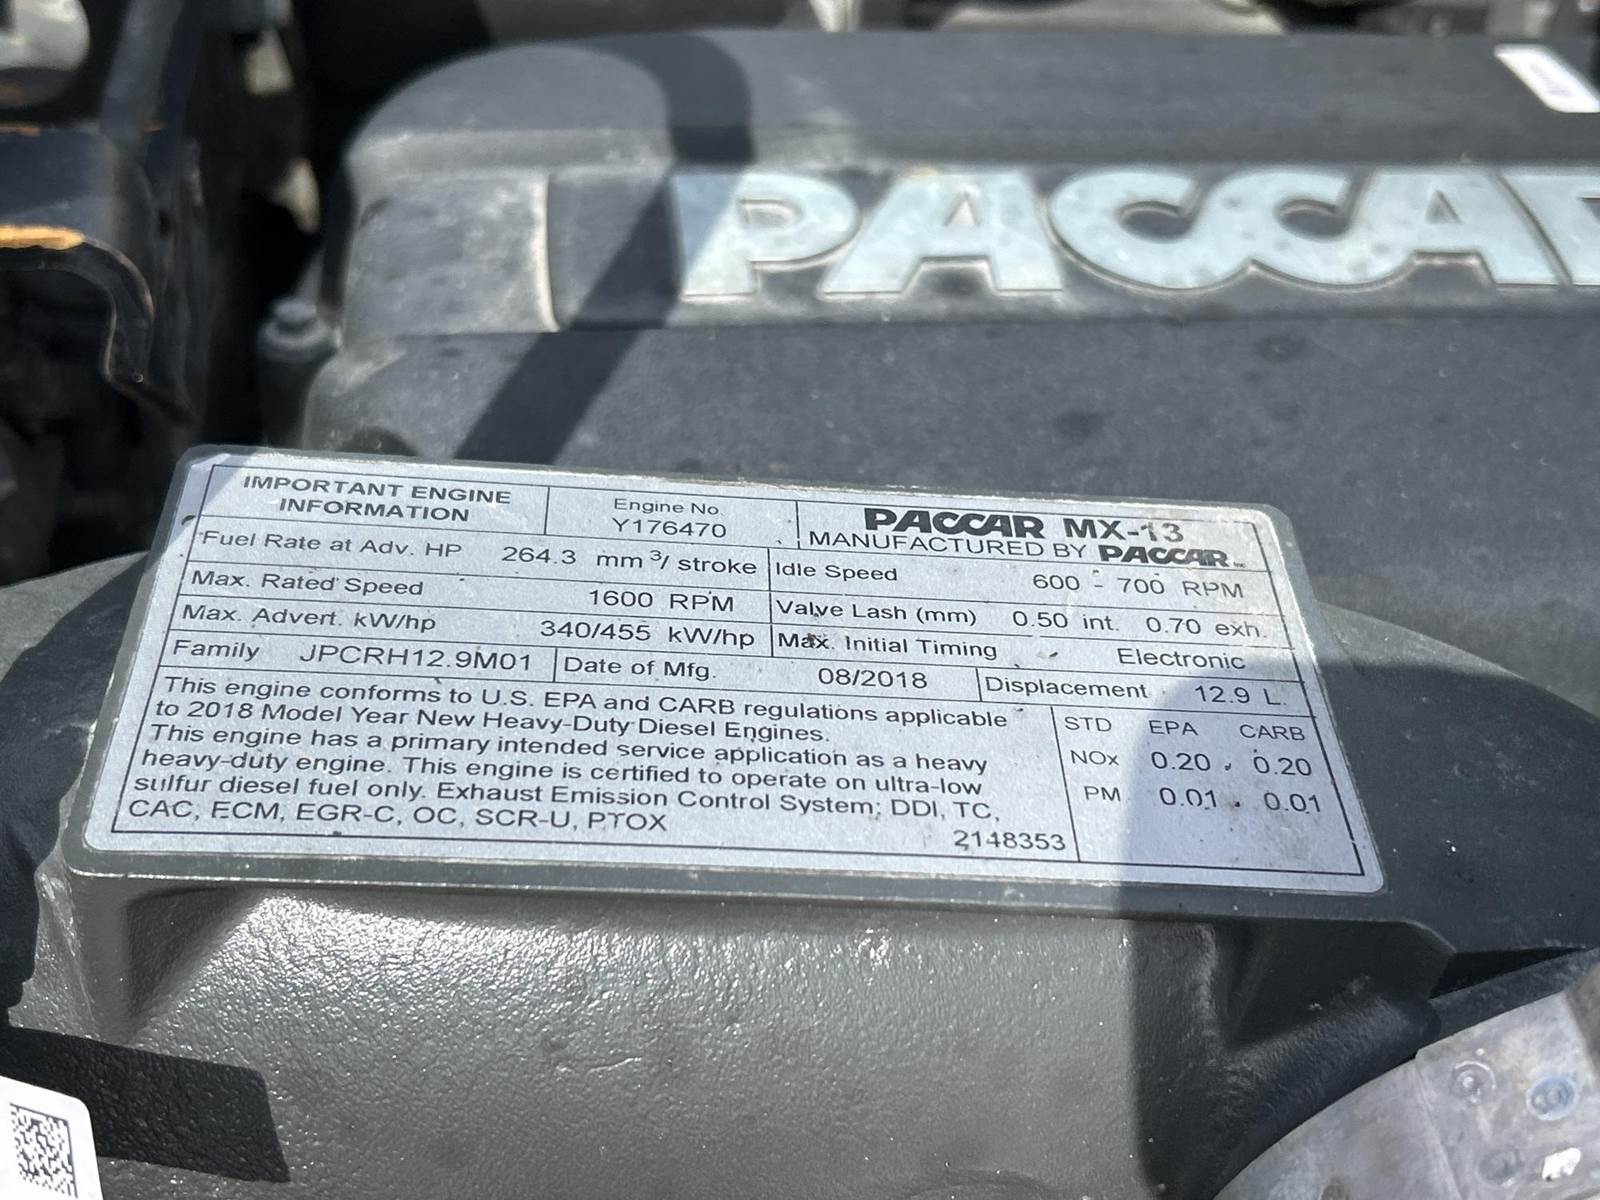 PACCAR
IMPORTANT ENGINE
INFORMATION
Engine No.
Y176470
PACCAR MX-13
MANUFACTURED BY PACCAR INC
Fuel Rate at Adv. HP 264.3 mm³/ stroke
Idle Speed 600 - 700 RPM
Max. Rated Speed 1600 RPM
Valve Lash (mm) 0.50 int. 0.70 exh.
Max. Advert. kW/hp 340/455 kW/hp
Max. Initial Timing Electronic
Family JPCRH12.9M01
Date of Mfg. 08/2018
Displacement 12.9 L.
This engine conforms to U.S. EPA and CARB regulations applicable
to 2018 Model Year New Heavy-Duty Diesel Engines.
This engine has a primary intended service application as a heavy
heavy-duty engine. This engine is certified to operate on ultra-low
sulfur diesel fuel only. Exhaust Emission Control System; DDI, TC,
CAC, ECM, EGR-C, OC, SCR-U, PTOX
2148353
STD EPA CARB
NOx 0.20 0.20
PM 0.01 0.01